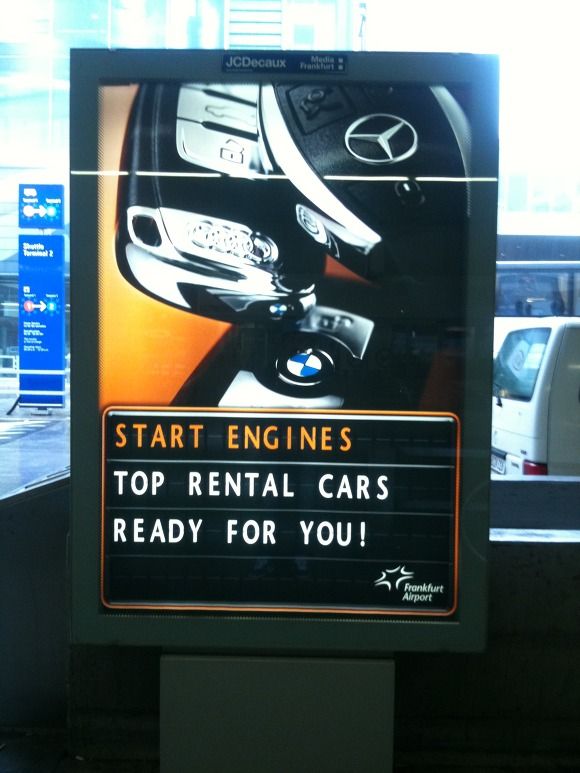 JCDecaux
Media
Frankfurt
START ENGINES
TOP RENTAL CARS
READY FOR YOU!
Frankfurt
Airport
Shuttle
Terminal 2